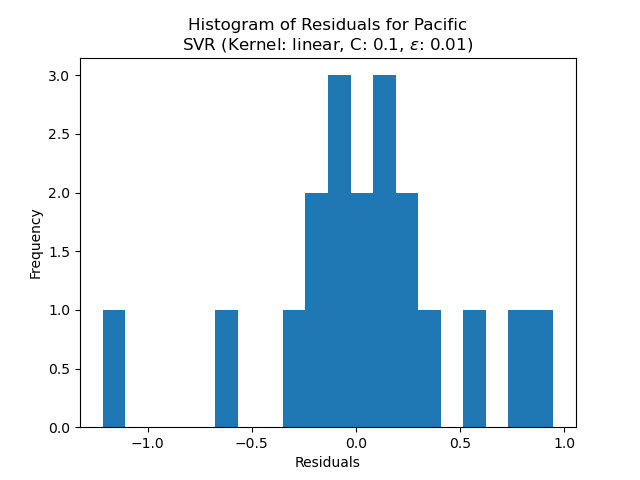 Histogram of Residuals for Pacific
SVR (Kernel: linear, C: 0.1, ε: 0.01)
3.0
2.5
2.0
1.5
1.0
0.5
0.0
Frequency
−1.0 −0.5 0.0 0.5 1.0
Residuals